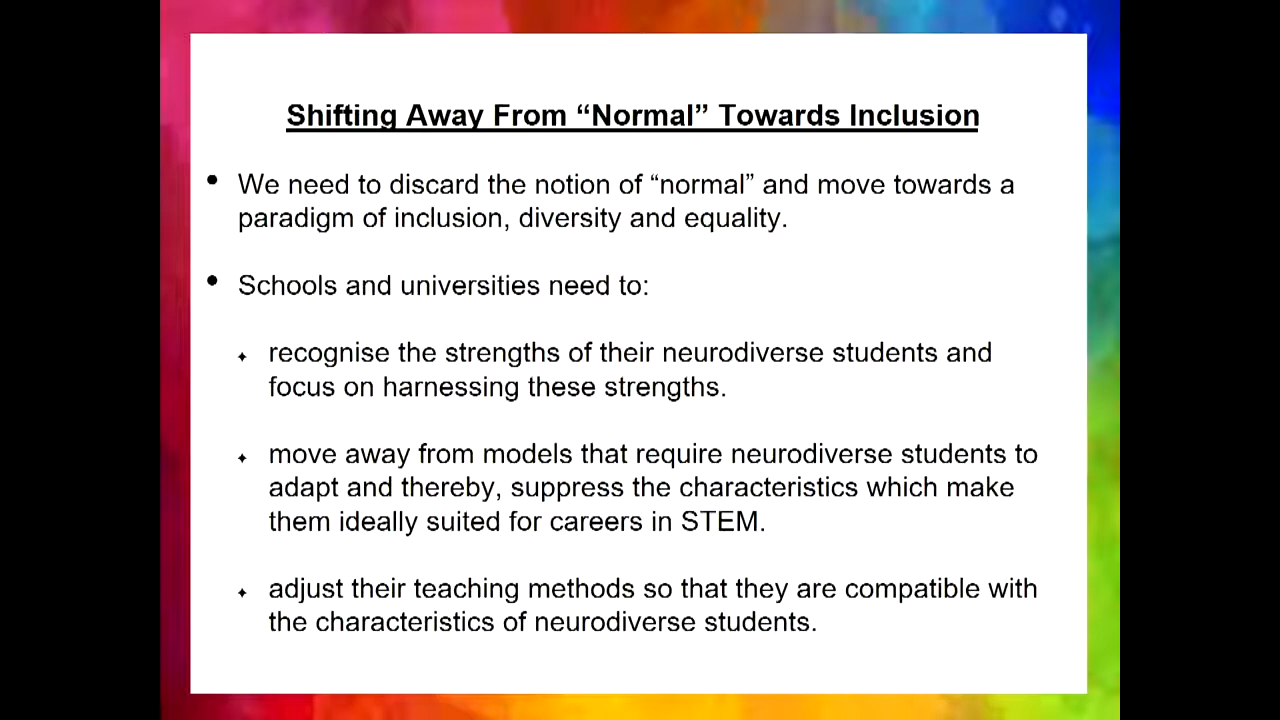 Shifting Away From “Normal” Towards Inclusion
• We need to discard the notion of “normal” and move towards a
paradigm of inclusion, diversity and equality.
• Schools and universities need to:
✦ recognise the strengths of their neurodiverse students and
focus on harnessing these strengths.
✦ move away from models that require neurodiverse students to
adapt and thereby, suppress the characteristics which make
them ideally suited for careers in STEM.
✦ adjust their teaching methods so that they are compatible with
the characteristics of neurodiverse students.